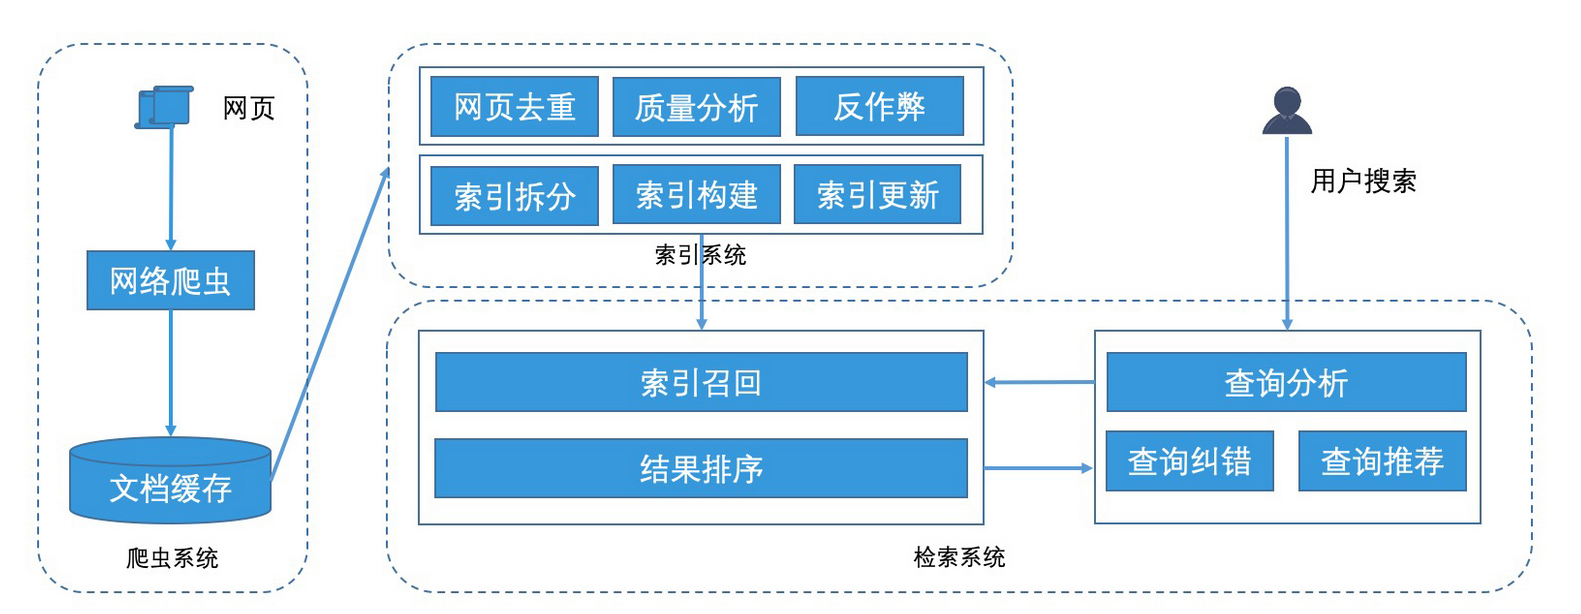 网页
网络爬虫
文档缓存
爬虫系统
网页去重
质量分析
反作弊
索引拆分
索引构建
索引更新
索引系统
用户搜索
索引召回
结果排序
查询分析
查询纠错
查询推荐
检索系统